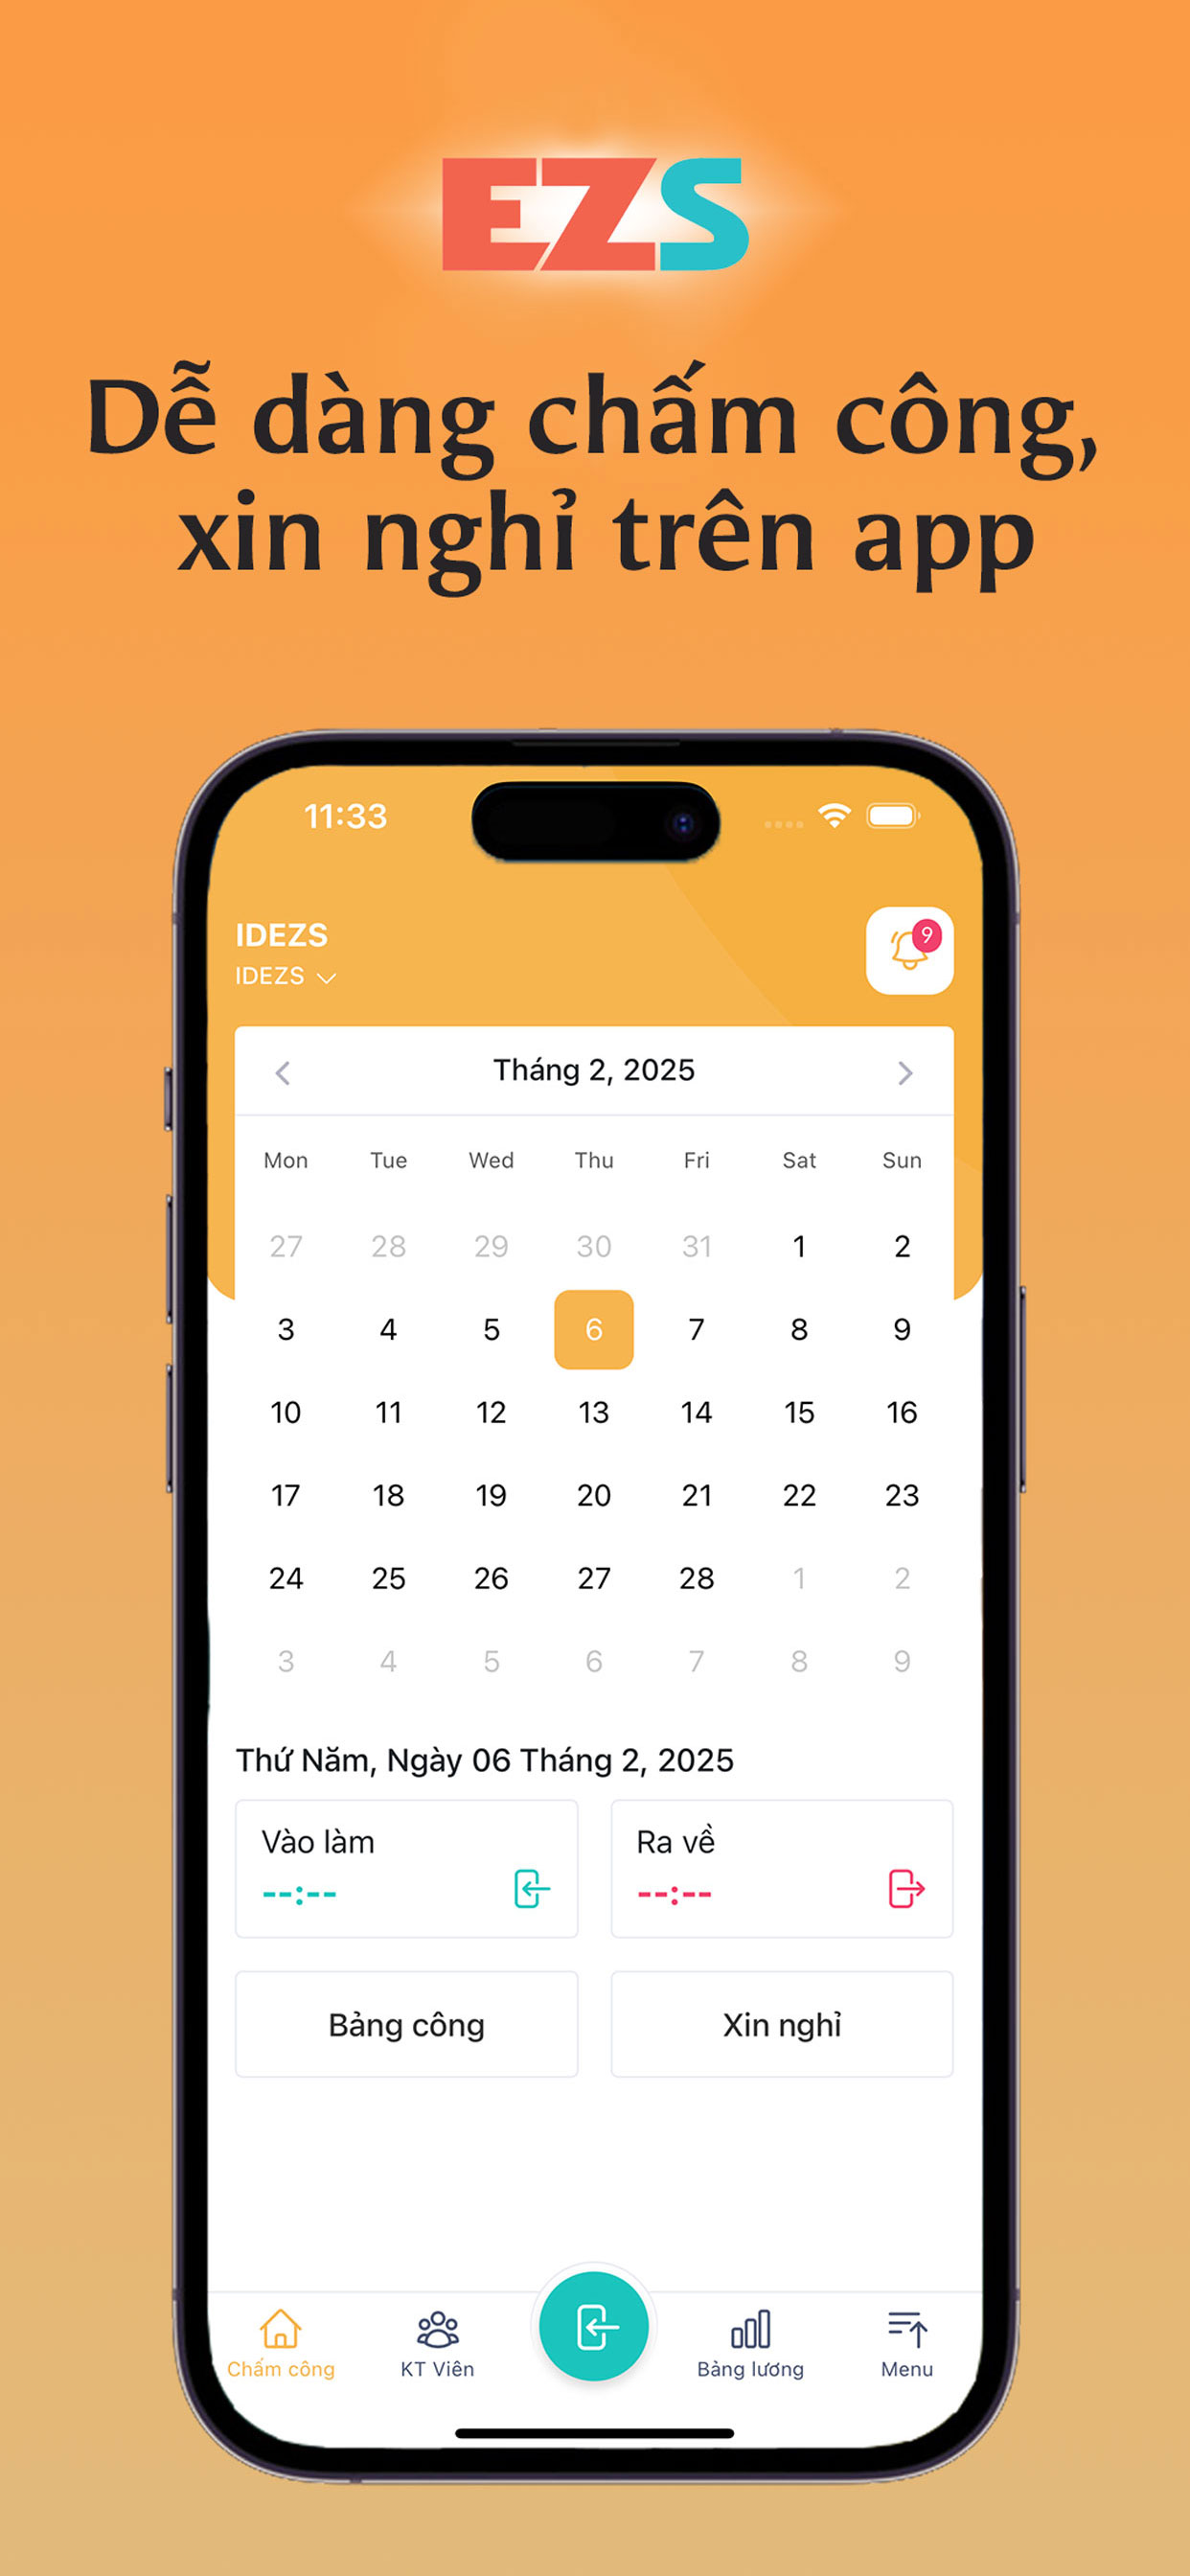 EZS
Dễ dàng chấm công,
xin nghỉ trên app
11:33
IDEZS
IDEZS
9
Tháng 2, 2025
Mon Tue Wed Thu Fri Sat Sun
27 28 29 30 31 1 2
3 4 5 6 7 8 9
10 11 12 13 14 15 16
17 18 19 20 21 22 23
24 25 26 27 28 1 2
3 4 5 6 7 8 9
Thứ Năm, Ngày 06 Tháng 2, 2025
Vào làm Ra về
--:-- --:--
Bảng công Xin nghỉ
Chấm công KT Viên Bảng lương Menu